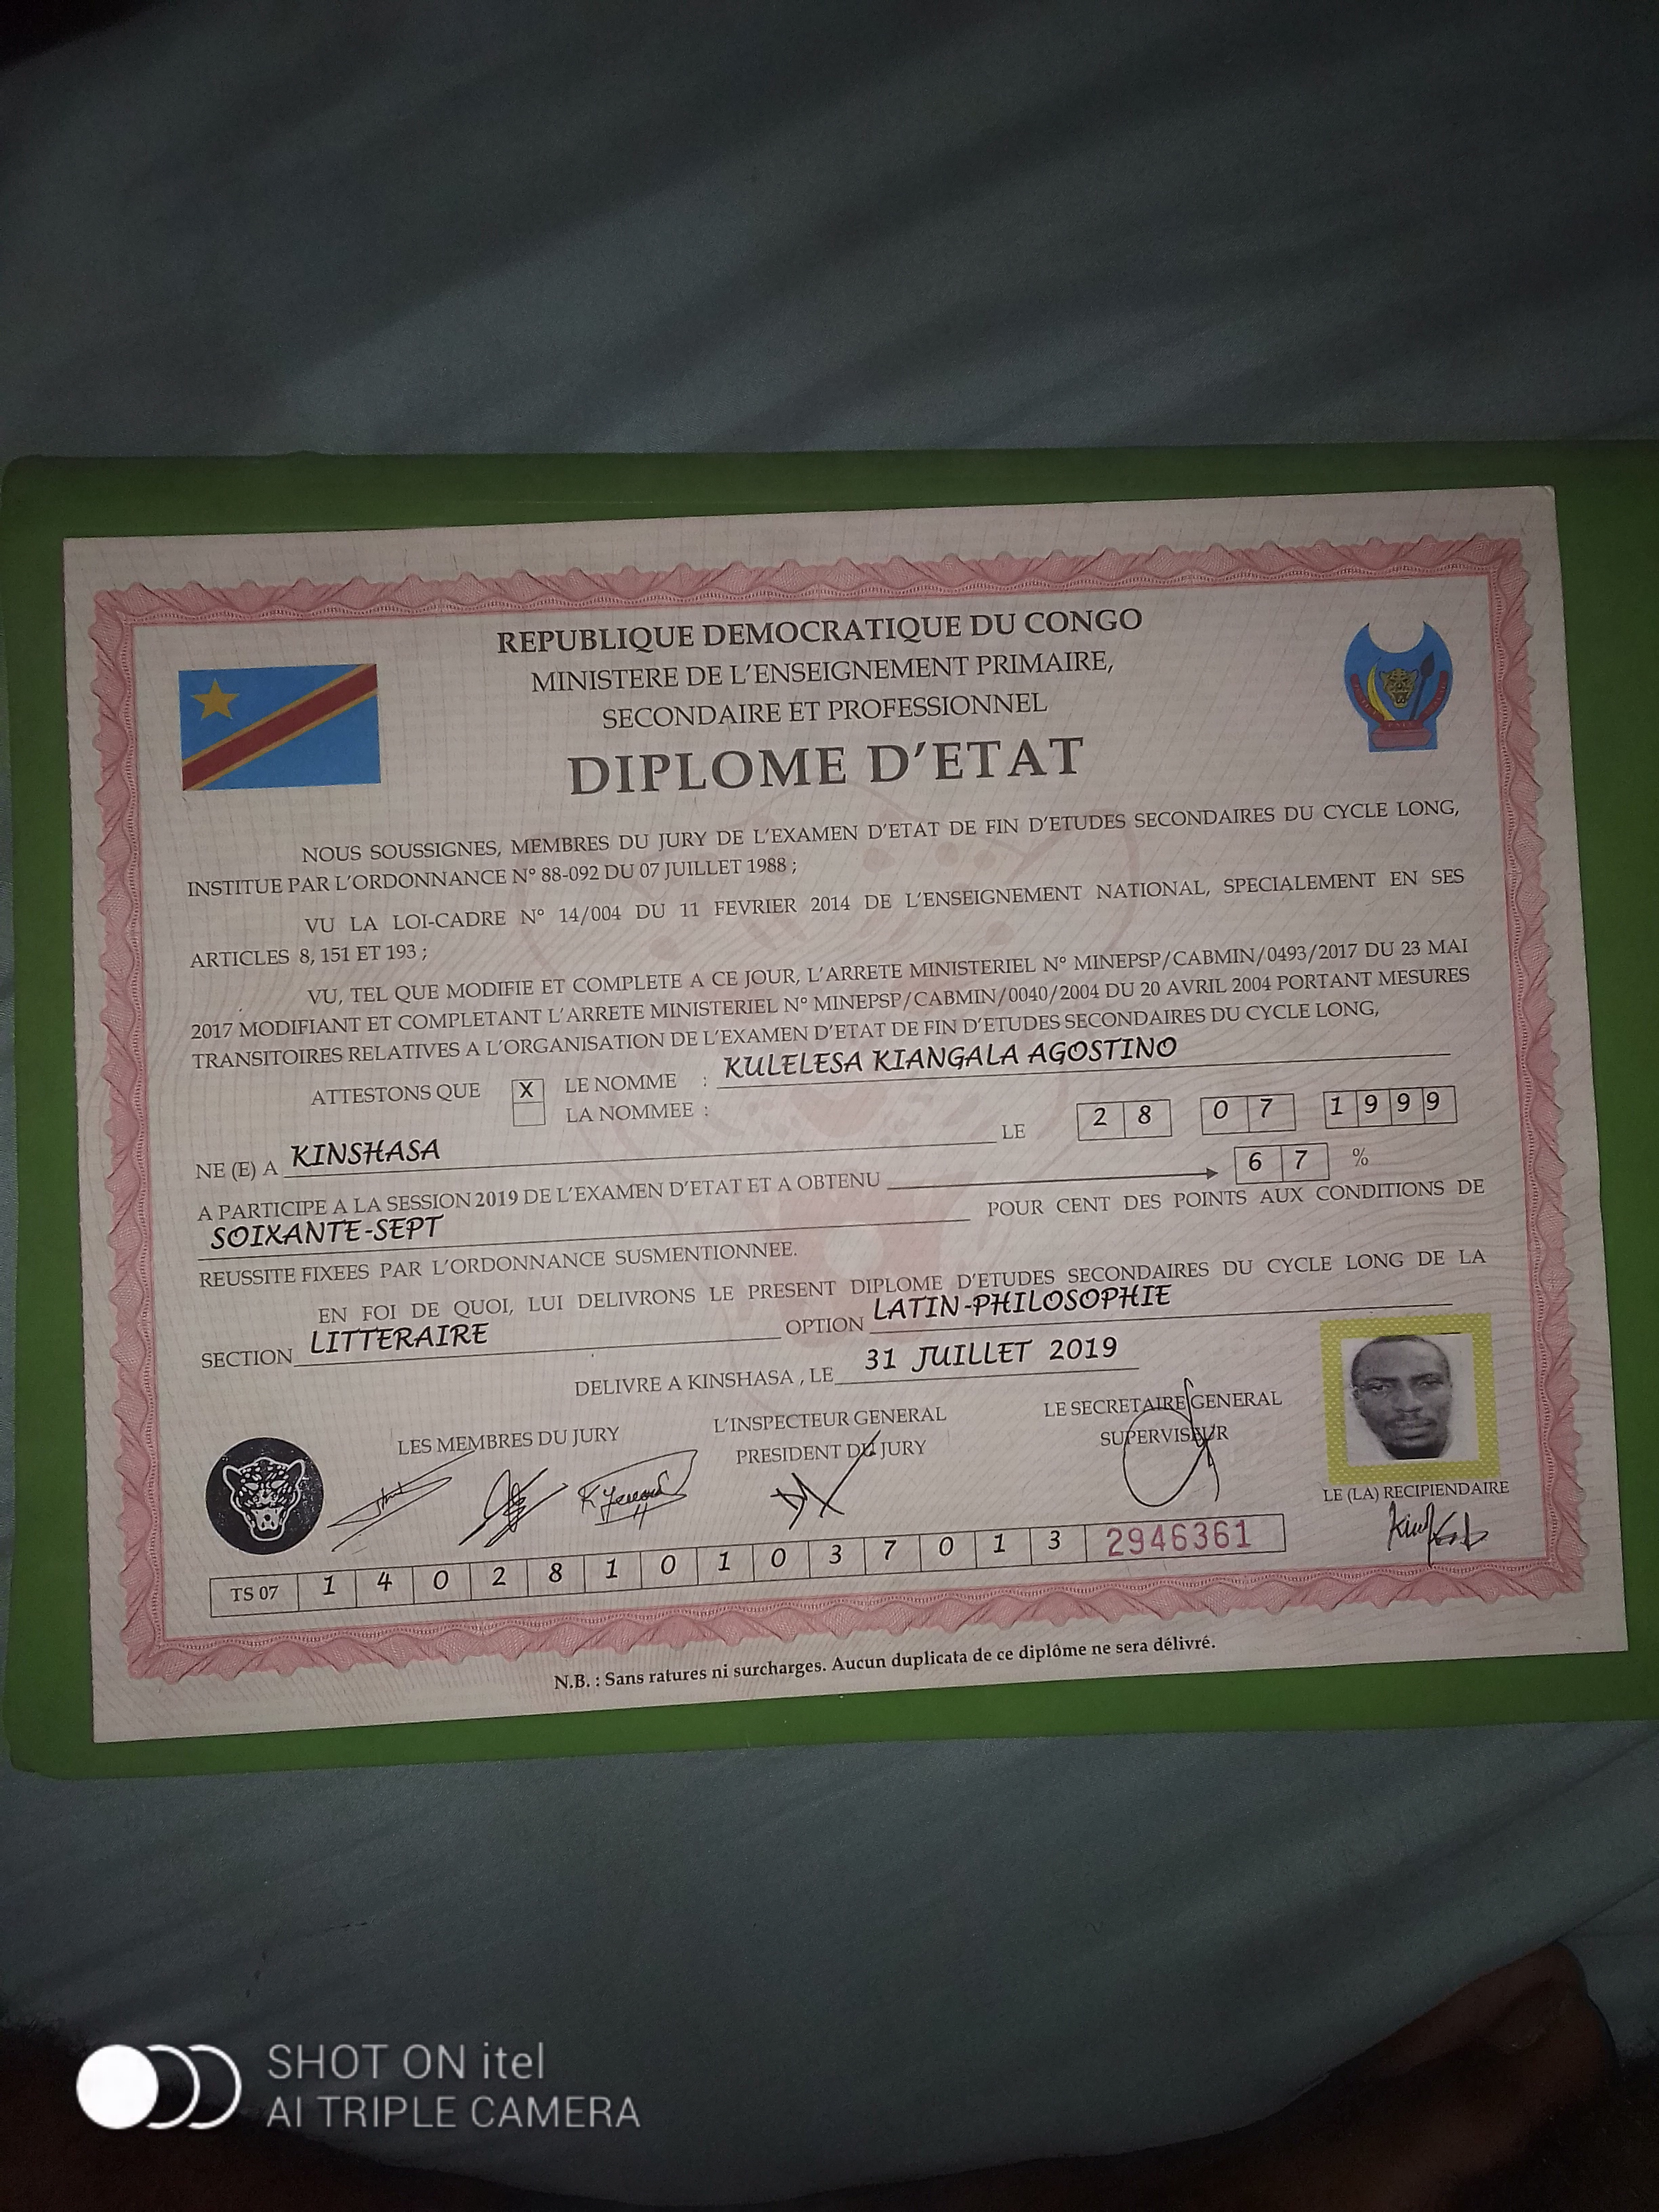 REPUBLIQUE DEMOCRATIQUE DU CONGO
MINISTERE DE L'ENSEIGNEMENT PRIMAIRE,
SECONDAIRE ET PROFESSIONNEL
DIPLOME D'ETAT
NOUS SOUSSIGNES, MEMBRES DU JURY DE L'EXAMEN D'ETAT DE FIN D'ETUDES SECONDAIRES DU CYCLE LONG,
INSTITUE PAR L'ORDONNANCE N° 88-092 DU 07 JUILLET 1988 ;
VU LA LOI-CADRE N° 14/004 DU 11 FEVRIER 2014 DE L'ENSEIGNEMENT NATIONAL, SPECIALEMENT EN SES
ARTICLES 8, 151 ET 193 ;
VU, TEL QUE MODIFIE ET COMPLETE A CE JOUR, L'ARRETE MINISTERIEL N° MINEPSP/CABMIN/0493/2017 DU 23 MAI
2017 MODIFIANT ET COMPLETANT L'ARRETE MINISTERIEL N° MINEPSP/CABMIN/0040/2004 DU 20 AVRIL 2004 PORTANT MESURES
TRANSITOIRES RELATIVES A L'ORGANISATION DE L'EXAMEN D'ETAT DE FIN D'ETUDES SECONDAIRES DU CYCLE LONG,
ATTESTONS QUE X LE NOMME : KULELESA KIANGALA AGOSTINO
LA NOMMEE :
NE (E) A KINSHASA LE 28 07 1999
A PARTICIPE A LA SESSION 2019 DE L'EXAMEN D'ETAT ET A OBTENU 67 %
SOIXANTE-SEPT POUR CENT DES POINTS AUX CONDITIONS DE
REUSSITE FIXEES PAR L'ORDONNANCE SUSMENTIONNEE.
EN FOI DE QUOI, LUI DELIVRONS LE PRESENT DIPLOME D'ETUDES SECONDAIRES DU CYCLE LONG DE LA
SECTION LITTERAIRE OPTION LATIN-PHILOSOPHIE
DELIVRE A KINSHASA , LE 31 JUILLET 2019
LES MEMBRES DU JURY
L'INSPECTEUR GENERAL
PRESIDENT DU JURY
LE SECRETAIRE GENERAL
SUPERVISEUR
LE (LA) RECIPIENDAIRE
TS 07 1 4 0 2 8 1 0 1 0 3 7 0 1 3 2946361
N.B. : Sans ratures ni surcharges. Aucun duplicata de ce diplôme ne sera délivré.
SHOT ON itel
AI TRIPLE CAMERA